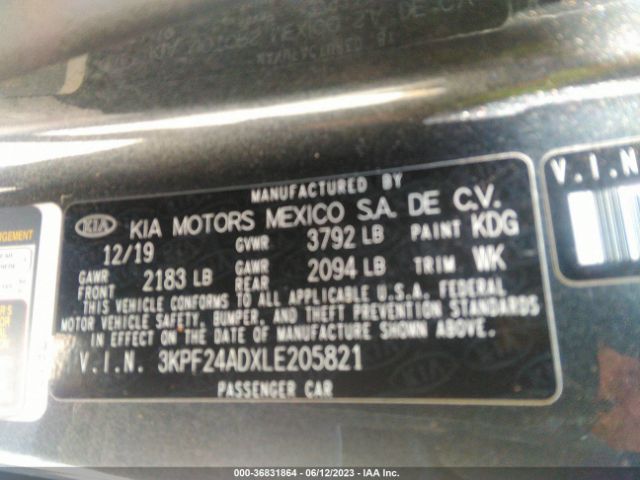 MANUFACTURED BY
KIA KIA MOTORS MEXICO S.A. DE C.V.
12/19 GVWR 3792 LB PAINT KDG
GAWR FRONT 2183 LB GAWR REAR 2094 LB TRIM WK
THIS VEHICLE CONFORMS TO ALL APPLICABLE U.S.A. FEDERAL
MOTOR VEHICLE SAFETY, BUMPER, AND THEFT PREVENTION STANDARDS
IN EFFECT ON THE DATE OF MANUFACTURE SHOWN ABOVE.
V.I.N. 3KPF24ADXLE205821
PASSENGER CAR
V.I.N
000-36831864 / 06/12/2023 / IAA Inc.